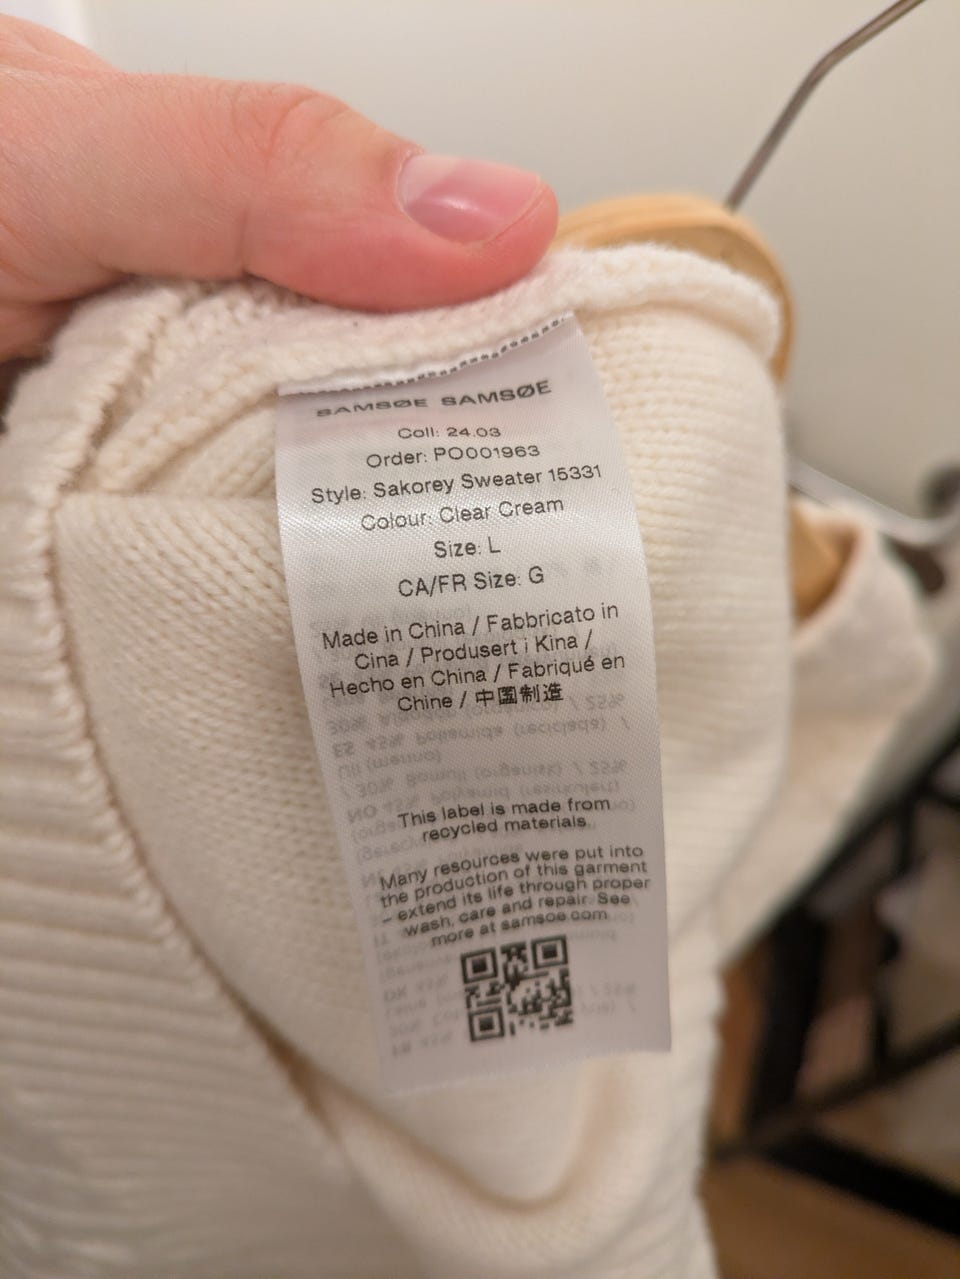 SAMSØE SAMSØE
Coll: 24.03
Order: PO001963
Style: Sakorey Sweater 15331
Colour: Clear Cream
Size: L
CA/FR Size: G
Made in China / Fabbricato in
Cina / Produsert i Kina /
Hecho en China / Fabriqué en
Chine / 中国制造
This label is made from
recycled materials
Many resources were put into
the production of this garment
– extend its life through proper
wash, care and repair. See
more at samsoe.com